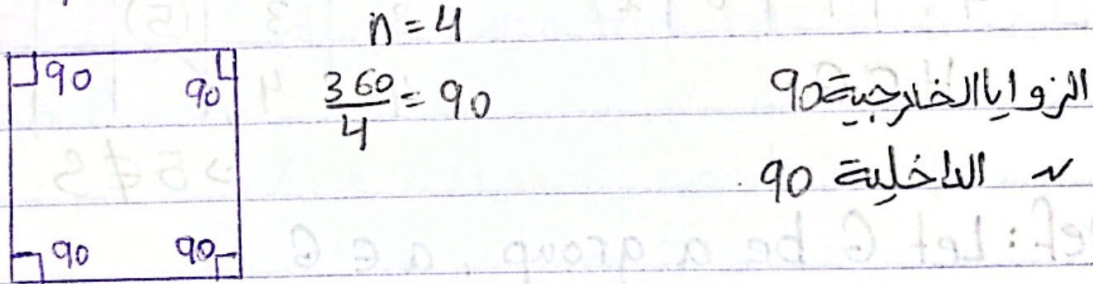 n = 4
90 90
360/4 = 90
الزوايا الخارجية 90
〃 الداخلية 90
90 90